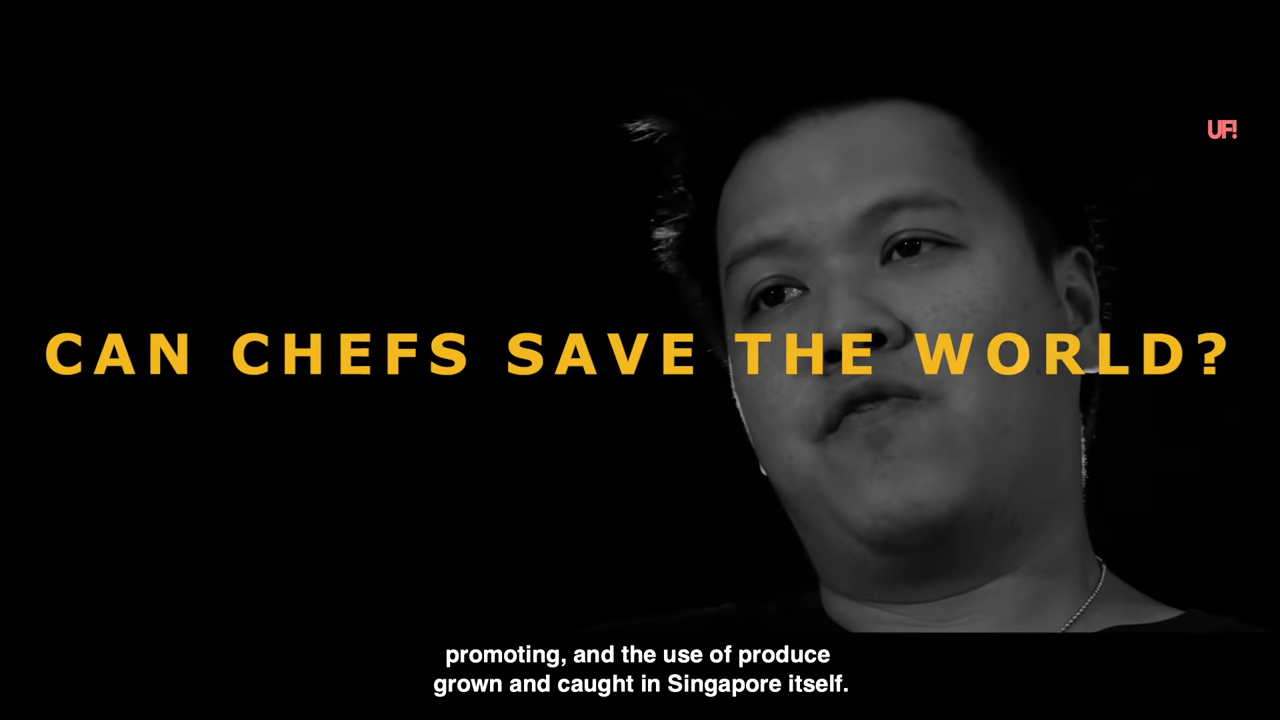 UF!
CAN CHEFS SAVE THE WORLD?
promoting, and the use of produce
grown and caught in Singapore itself.